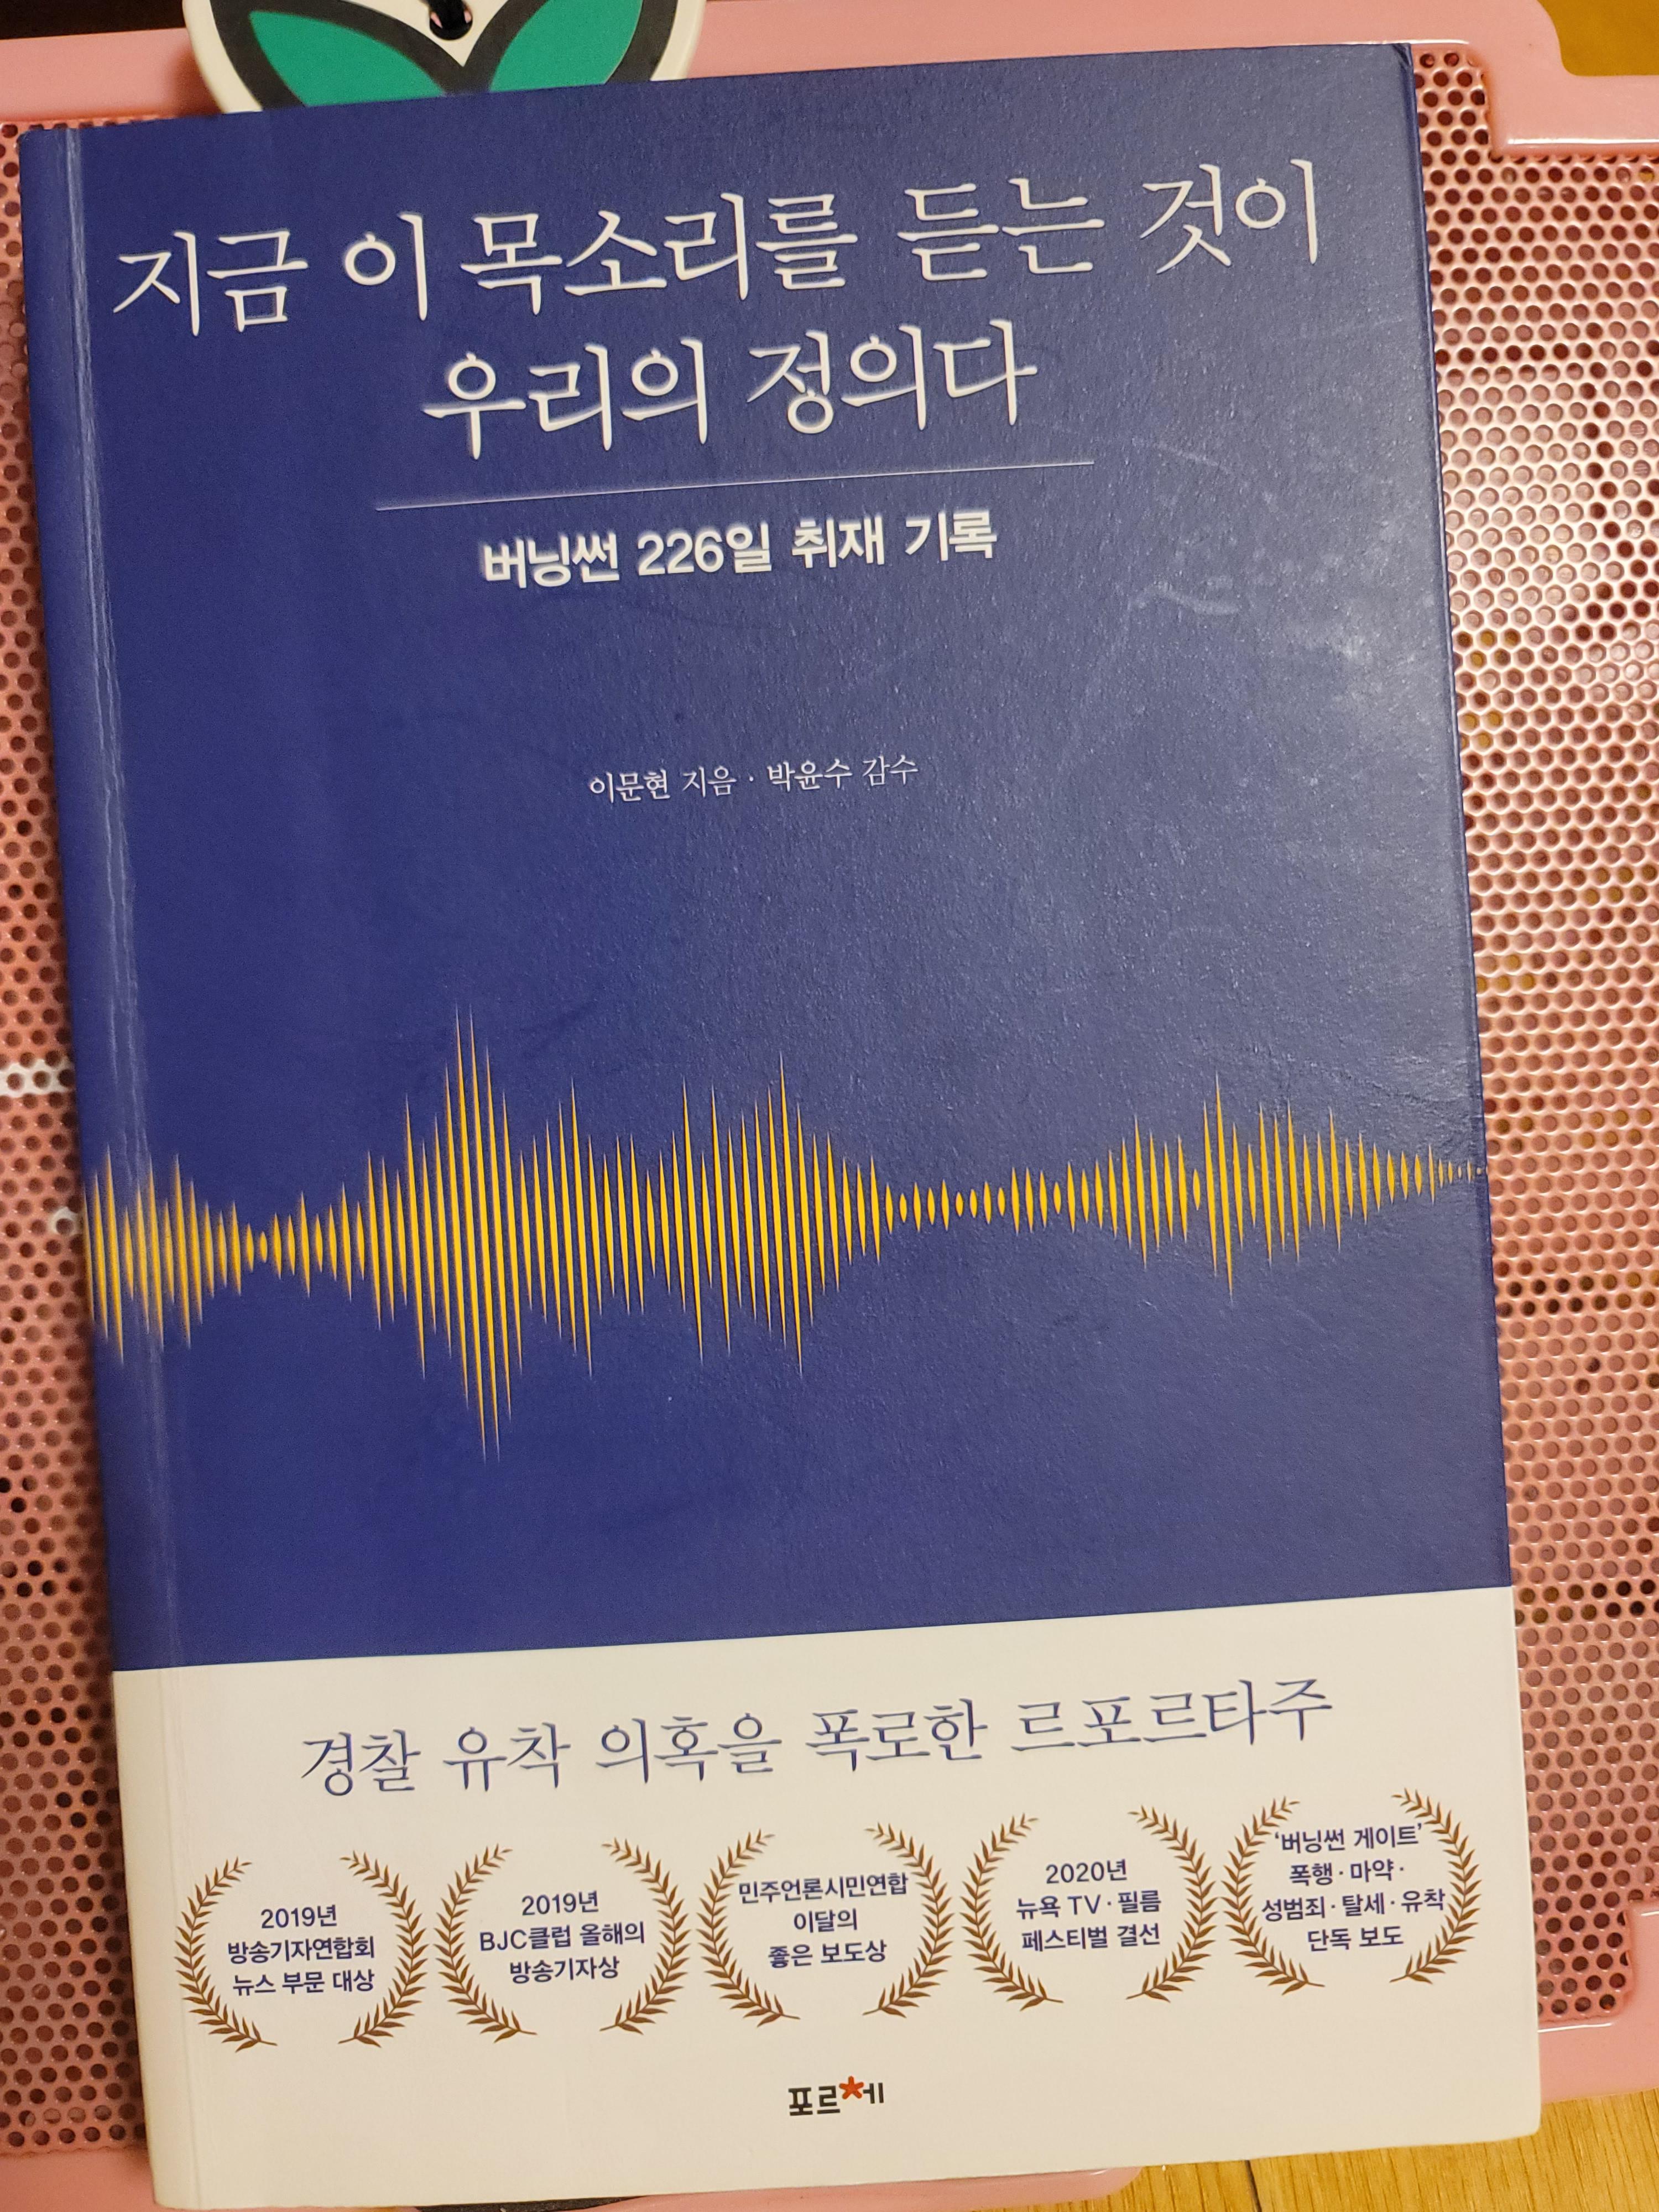 지금 이 목소리를 듣는 것이
우리의 정의다
버닝썬 226일 취재 기록
이문현 지음 · 박윤수 감수
경찰 유착 의혹을 폭로한 르포르타주
2019년
방송기자연합회
뉴스 부문 대상
2019년
BJC클럽 올해의
방송기자상
민주언론시민연합
이달의
좋은 보도상
2020년
뉴욕 TV · 필름
페스티벌 결선
‘버닝썬 게이트’
폭행 · 마약 ·
성범죄 · 탈세 · 유착
단독 보도
포르체